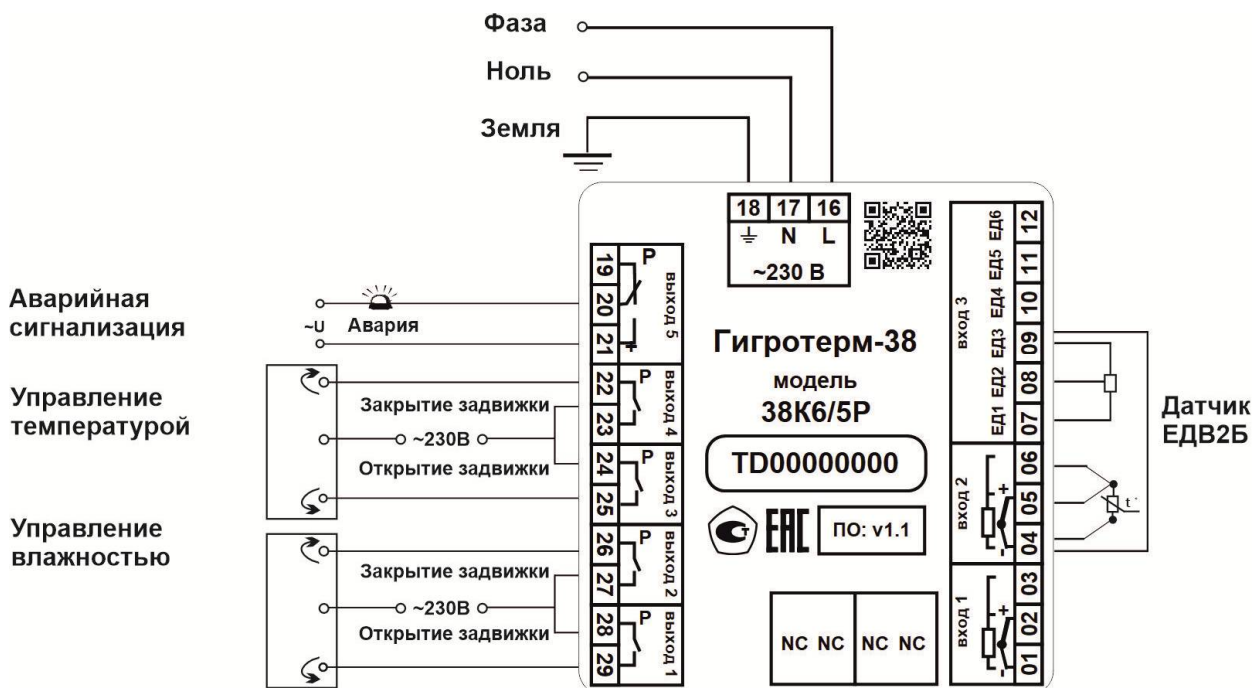 Фаза
Ноль
Земля
18 17 16
N L
~230 В
Аварийная
сигнализация
~U Авария
Управление
температурой
Закрытие задвижки
~230В
Открытие задвижки
Управление
влажностью
Закрытие задвижки
~230В
Открытие задвижки
19
20
21
22
23
24
25
26
27
28
29
P
выход 5
P
выход 4
P
выход 3
P
выход 2
P
выход 1
Гигротерм-38
модель
38К6/5Р
TD00000000
СТ
ЕАС
ПО: v1.1
NC NC NC NC
вход 3
ЕД6
ЕД5
ЕД4
ЕД3
ЕД2
ЕД1
12
11
10
09
08
07
вход 2
+
-
06
05
04
вход 1
+
-
03
02
01
t˙
Датчик
ЕДВ2Б